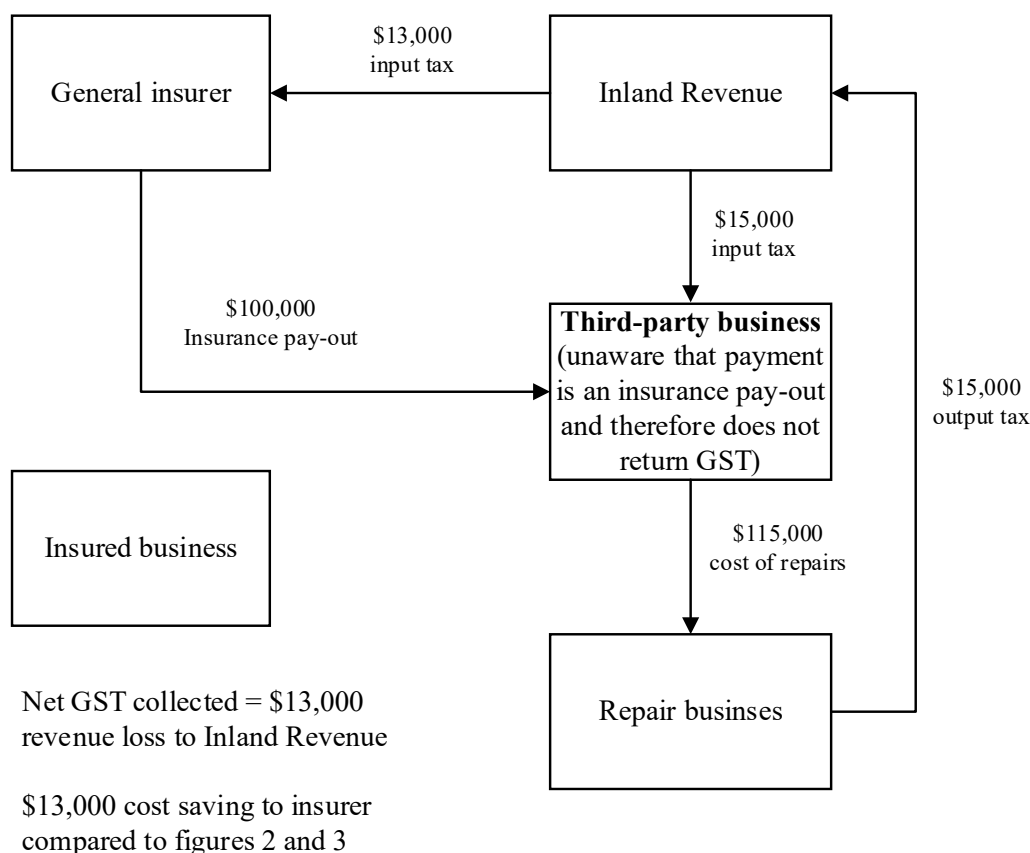 $13,000
input tax
General insurer
Inland Revenue
$15,000
input tax
$100,000
Insurance pay-out
Third-party business
(unaware that payment
is an insurance pay-out
and therefore does not
return GST)
$15,000
output tax
Insured business
$115,000
cost of repairs
Repair businses
Net GST collected = $13,000
revenue loss to Inland Revenue
$13,000 cost saving to insurer
compared to figures 2 and 3